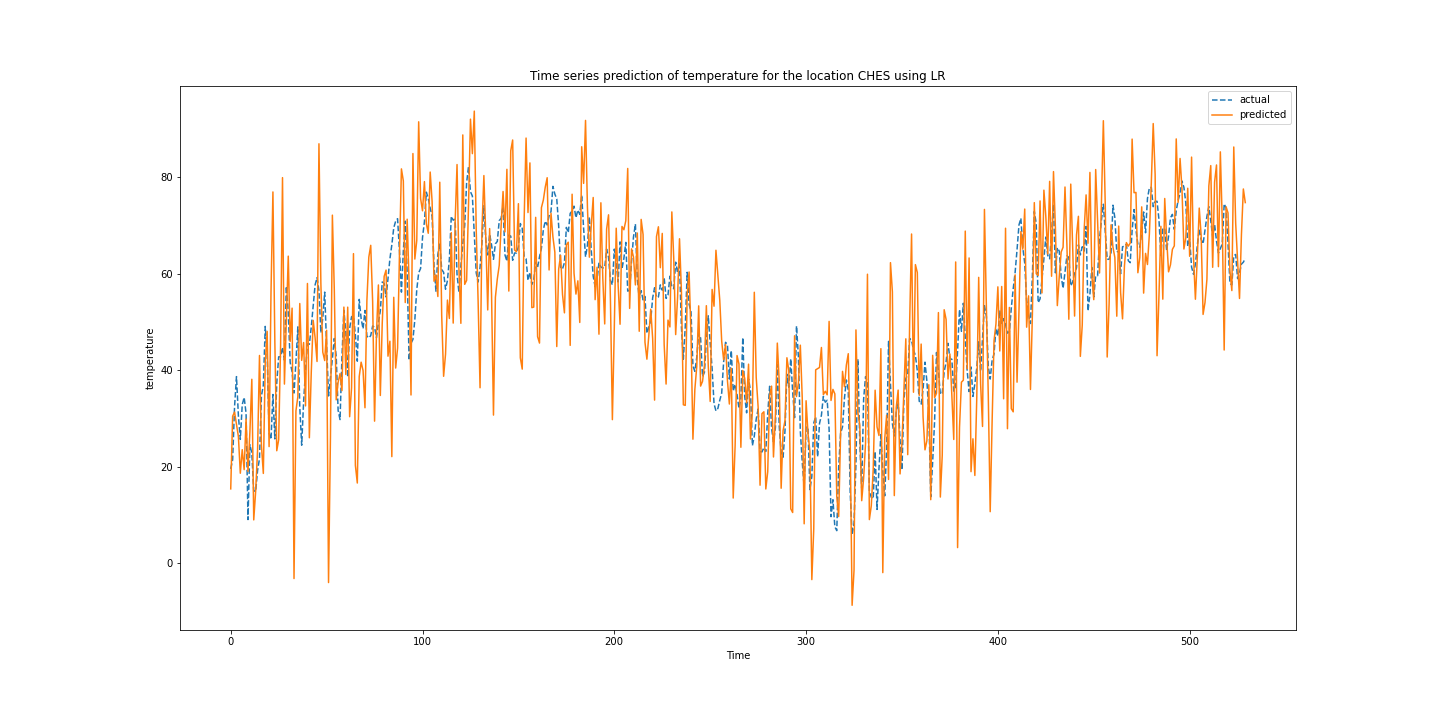 Time series prediction of temperature for the location CHES using LR
actual
predicted
80
60
40
20
0
temperature
0 100 200 300 400 500
Time